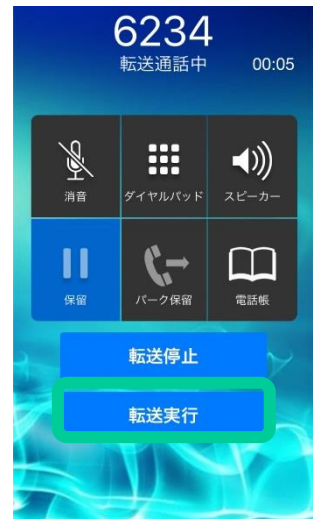 6234
転送通話中 00:05
消音 ダイヤルパッド スピーカー
保留 パーク保留 電話帳
転送停止
転送実行